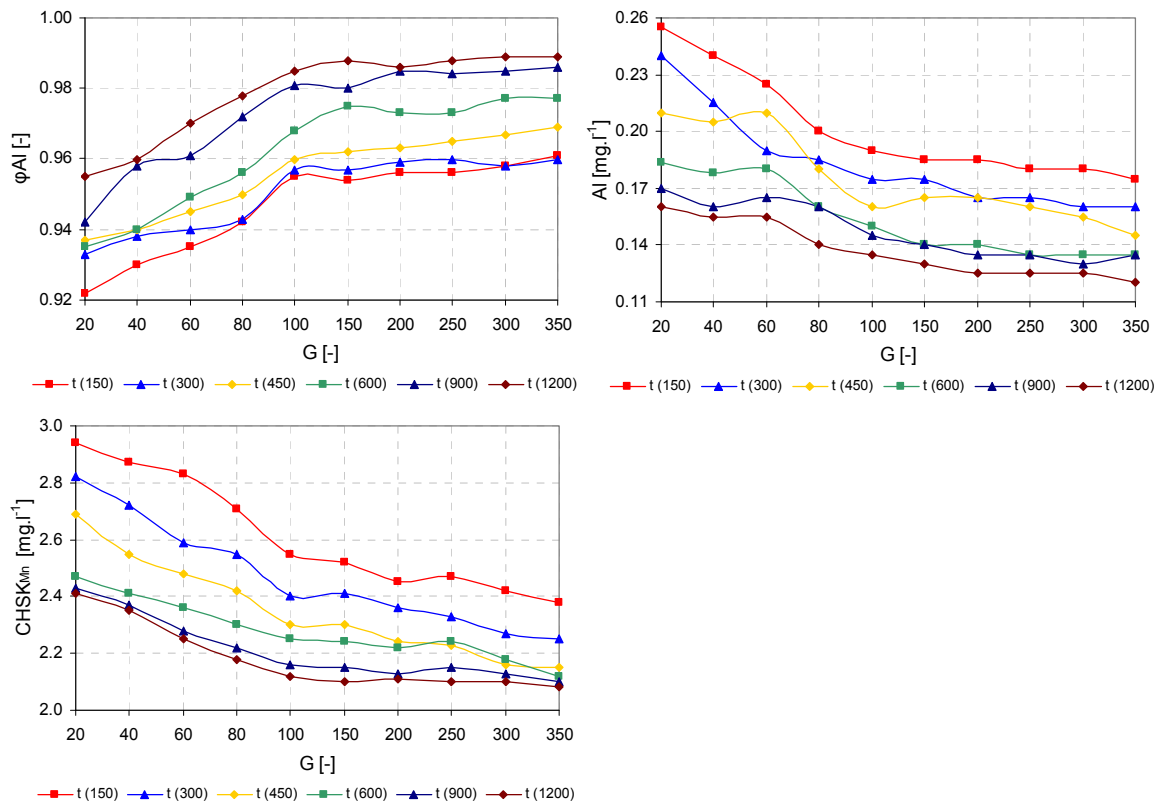 1.00
0.98
0.96
0.94
0.92
φAl [-]
20 40 60 80 100 150 200 250 300 350
G [-]
t (150) t (300) t (450) t (600) t (900) t (1200)
0.26
0.23
0.20
0.17
0.14
0.11
Al [mg.l-1]
20 40 60 80 100 150 200 250 300 350
G [-]
t (150) t (300) t (450) t (600) t (900) t (1200)
3.0
2.8
2.6
2.4
2.2
2.0
CHSKMn [mg.l-1]
20 40 60 80 100 150 200 250 300 350
G [-]
t (150) t (300) t (450) t (600) t (900) t (1200)